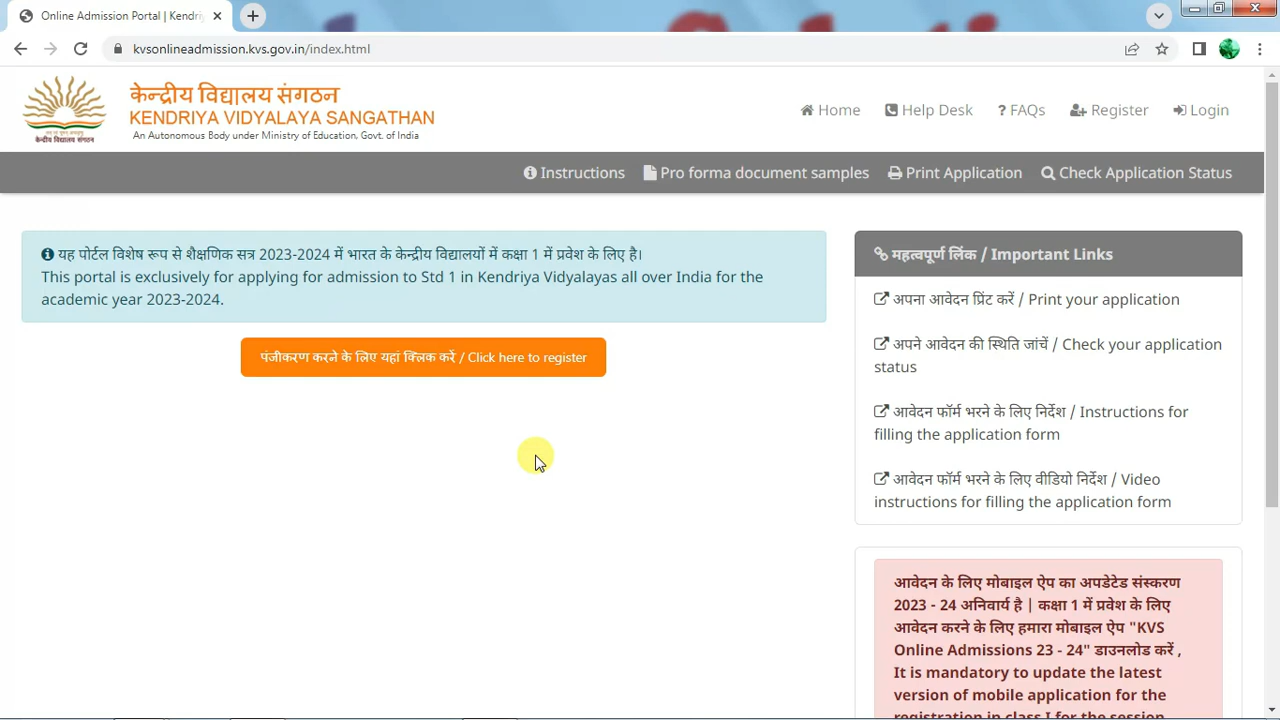 Online Admission Portal | Kendri
kvsonlineadmission.kvs.gov.in/index.html
केन्द्रीय विद्यालय संगठन
KENDRIYA VIDYALAYA SANGATHAN
An Autonomous Body under Ministry of Education, Govt. of India
केन्द्रीय विद्यालय संगठन
Home Help Desk ? FAQs Register Login
Instructions Pro forma document samples Print Application Check Application Status
यह पोर्टल विशेष रूप से शैक्षणिक सत्र 2023-2024 में भारत के केन्द्रीय विद्यालयों में कक्षा 1 में प्रवेश के लिए है।
This portal is exclusively for applying for admission to Std 1 in Kendriya Vidyalayas all over India for the
academic year 2023-2024.
पंजीकरण करने के लिए यहां क्लिक करें / Click here to register
महत्वपूर्ण लिंक / Important Links
अपना आवेदन प्रिंट करें / Print your application
अपने आवेदन की स्थिति जांचें / Check your application
status
आवेदन फॉर्म भरने के लिए निर्देश / Instructions for
filling the application form
आवेदन फॉर्म भरने के लिए वीडियो निर्देश / Video
instructions for filling the application form
आवेदन के लिए मोबाइल ऐप का अपडेटेड संस्करण
2023 - 24 अनिवार्य है | कक्षा 1 में प्रवेश के लिए
आवेदन करने के लिए हमारा मोबाइल ऐप "KVS
Online Admissions 23 - 24" डाउनलोड करें ,
It is mandatory to update the latest
version of mobile application for the
registration in class I for the session